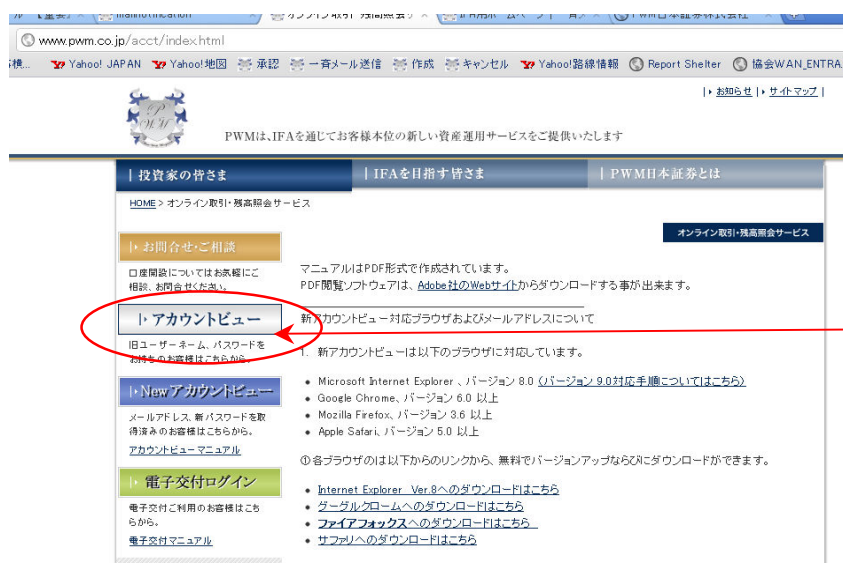 www.pwm.co.jp/acct/index.html
Yahoo! JAPAN Yahoo!地図 承認 一斉メール送信 作成 キャンセル Yahoo!路線情報 Report Shelter 協会WAN_ENTRA
お知らせ サイトマップ
PWM
PWMは、IFAを通じてお客様本位の新しい資産運用サービスをご提供いたします
投資家の皆さま IFAを目指す皆さま PWM日本証券とは
HOME > オンライン取引・残高照会サービス
オンライン取引・残高照会サービス
お問合せ・ご相談
口座開設についてはお気軽にご
相談、お問合せください。
アカウントビュー
旧ユーザーネーム、パスワードを
お持ちのお客様はこちらから。
Newアカウントビュー
メールアドレス、新パスワードを取
得済みのお客様はこちらから。
アカウントビューマニュアル
電子交付ログイン
電子交付ご利用のお客様はこち
らから。
電子交付マニュアル
マニュアルはPDF形式で作成されています。
PDF閲覧ソフトウェアは、Adobe社のWebサイトからダウンロードする事が出来ます。
新アカウントビュー対応ブラウザおよびメールアドレスについて
1. 新アカウントビューは以下のブラウザに対応しています。
• Microsoft Internet Explorer 、バージョン 8.0 (バージョン 9.0対応手順についてはこちら)
• Google Chrome、バージョン 6.0 以上
• Mozilla Firefox、バージョン 3.6 以上
• Apple Safari、バージョン 5.0 以上
①各ブラウザのは以下からのリンクから、無料でバージョンアップならびにダウンロードができます。
• Internet Explorer Ver.8へのダウンロードはこちら
• グーグルクロームへのダウンロードはこちら
• ファイアフォックスへのダウンロードはこちら
• サファリへのダウンロードはこちら